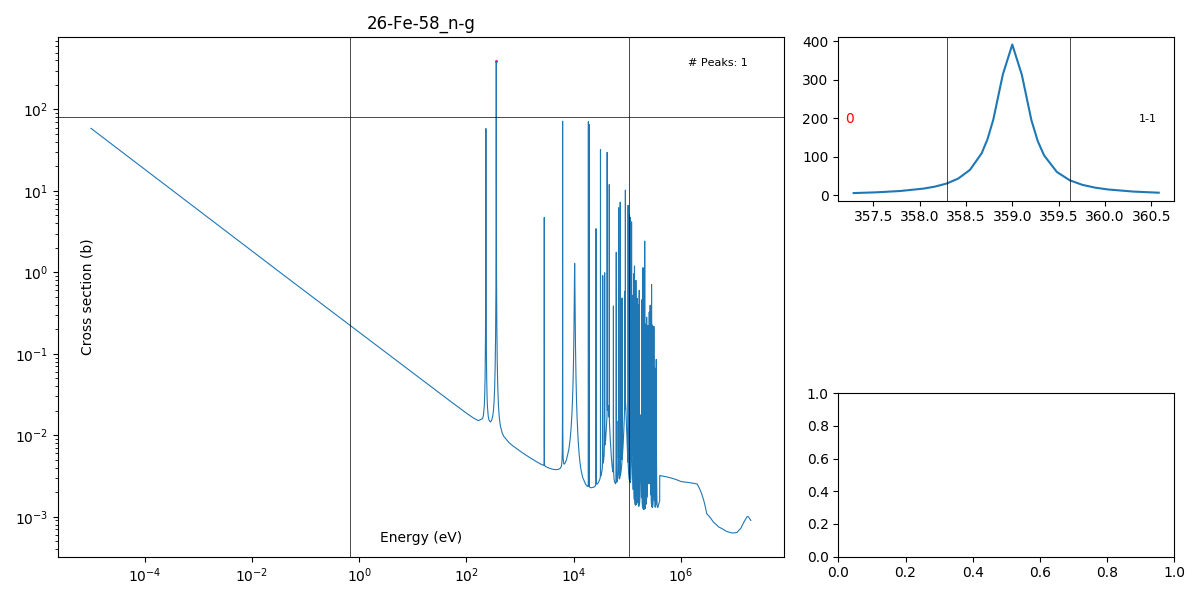 26-Fe-58_n-g
# Peaks: 1
10²
10¹
10⁰
10⁻¹
10⁻²
10⁻³
Cross section (b)
Energy (eV)
10⁻⁴ 10⁻² 10⁰ 10² 10⁴ 10⁶
400
300
200
100
0
0
1-1
357.5 358.0 358.5 359.0 359.5 360.0 360.5
1.0
0.8
0.6
0.4
0.2
0.0
0.0 0.2 0.4 0.6 0.8 1.0